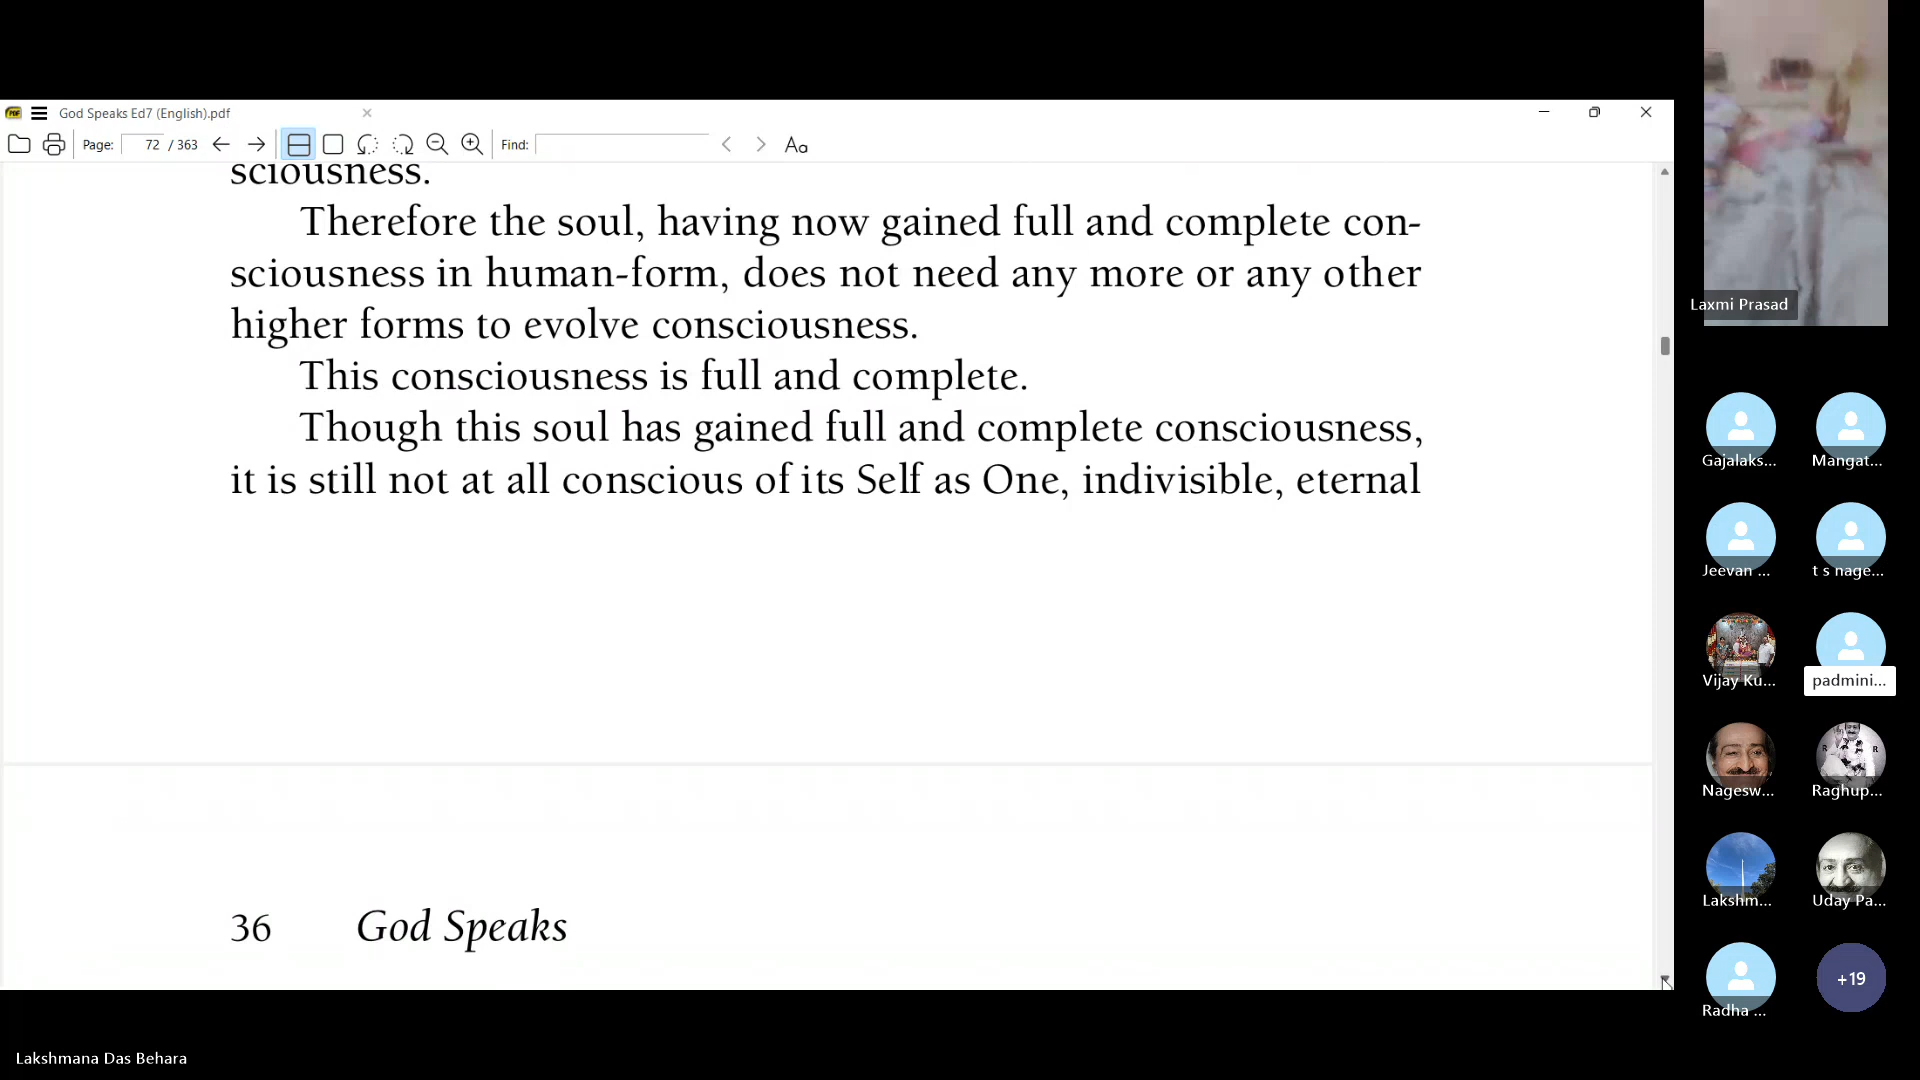 God Speaks Ed7 (English).pdf
Page: 72 / 363
Find:
Aa
sciousness.
Therefore the soul, having now gained full and complete con-
sciousness in human-form, does not need any more or any other
higher forms to evolve consciousness.
This consciousness is full and complete.
Though this soul has gained full and complete consciousness,
it is still not at all conscious of its Self as One, indivisible, eternal
36 God Speaks
Laxmi Prasad
Gajalaks...
Mangat...
Jeevan ...
t s nage...
Vijay Ku...
padmini...
Nagesw...
Raghup...
R R
Lakshm...
Uday Pa...
Radha ...
+19
Lakshmana Das Behara